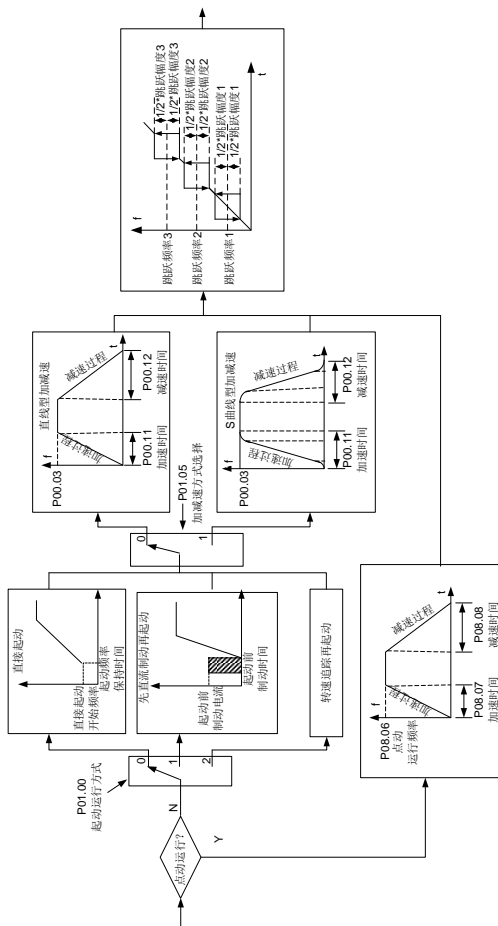 点动运行?
N
Y
P01.00
起动运行方式
0
1
2
直接起动
直接起动
开始频率
起动频率
保持时间
先直流制动再起动
起动前
制动电流
起动前
制动时间
转速追踪再起动
P01.05
加减速方式选择
0
1
直线型加减速
f
P00.03
加速过程
减速过程
t
P00.11
加速时间
P00.12
减速时间
S曲线型加减速
f
P00.03
加速过程
减速过程
t
P00.11
加速时间
P00.12
减速时间
P08.06
点动
运行频率
f
加速过程
减速过程
t
P08.07
加速时间
P08.08
减速时间
f
跳跃频率3
跳跃频率2
跳跃频率1
1/2*跳跃幅度3
1/2*跳跃幅度3
1/2*跳跃幅度2
1/2*跳跃幅度2
1/2*跳跃幅度1
1/2*跳跃幅度1
t